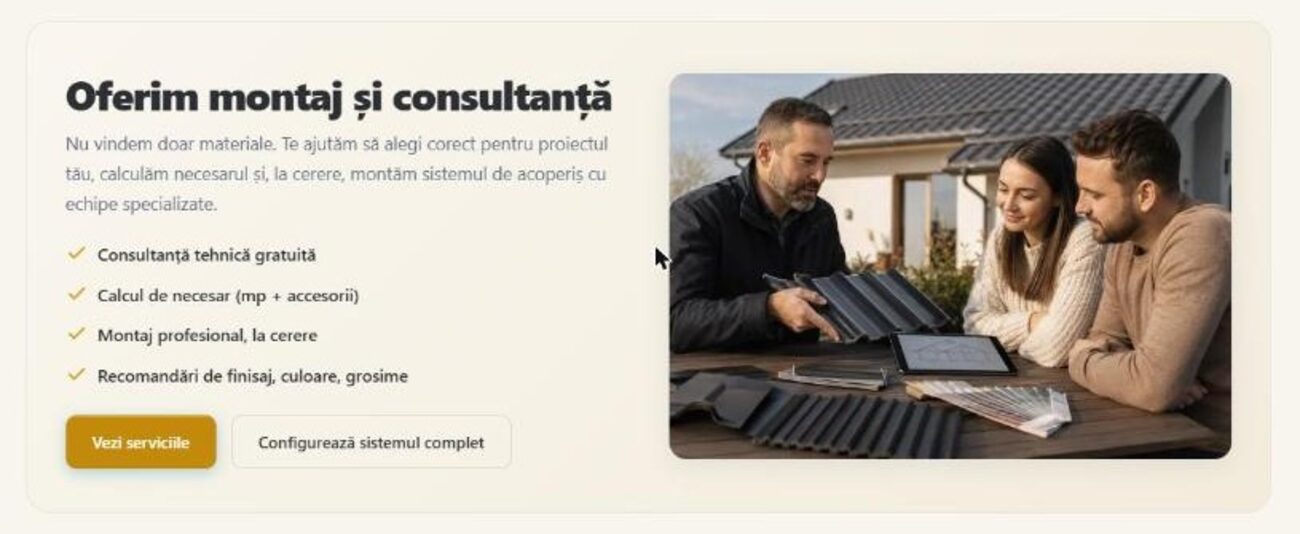 Oferim montaj și consultanță
Nu vindem doar materiale. Te ajutăm să alegi corect pentru proiectul
tău, calculăm necesarul și, la cerere, montăm sistemul de acoperiș cu
echipe specializate.
Consultanță tehnică gratuită
Calcul de necesar (mp + accesorii)
Montaj profesional, la cerere
Recomandări de finisaj, culoare, grosime
Vezi serviciile
Configurează sistemul complet